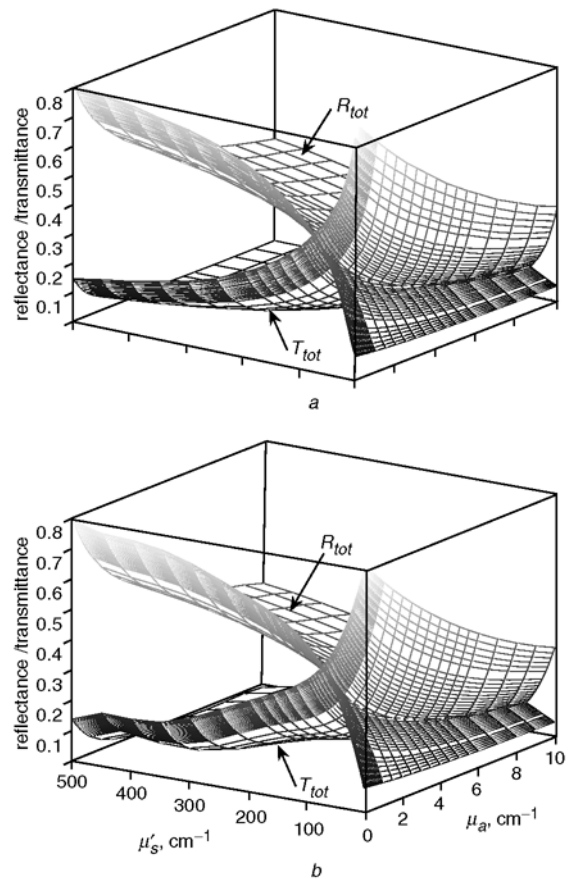 0.8
0.7
0.6
0.5
0.4
0.3
0.2
0.1
reflectance /transmittance
R_tot
T_tot
a
0.8
0.7
0.6
0.5
0.4
0.3
0.2
0.1
reflectance /transmittance
R_tot
T_tot
500
400
300
200
100
0
2
4
6
8
10
μ′s, cm⁻¹
μa, cm⁻¹
b